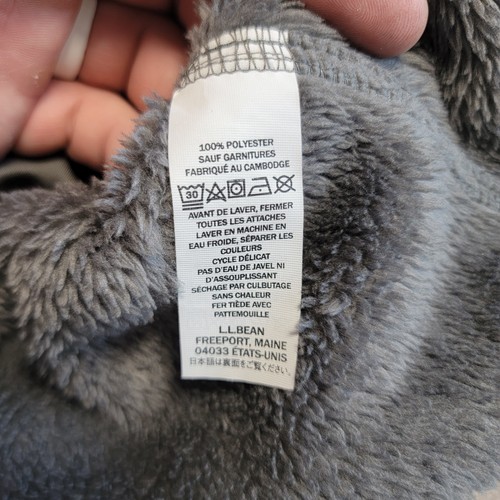 100% POLYESTER
SAUF GARNITURES
FABRIQUÉ AU CAMBODGE
30
AVANT DE LAVER, FERMER
TOUTES LES ATTACHES
LAVER EN MACHINE EN
EAU FROIDE, SÉPARER LES
COULEURS
CYCLE DÉLICAT
PAS D'EAU DE JAVEL NI
D'ASSOUPLISSANT
SÉCHAGE PAR CULBUTAGE
SANS CHALEUR
FER TIÈDE AVEC
PATTEMOUILLE
L.L.BEAN
FREEPORT, MAINE
04033 ÉTATS-UNIS
日本語は裏面をご覧ください。